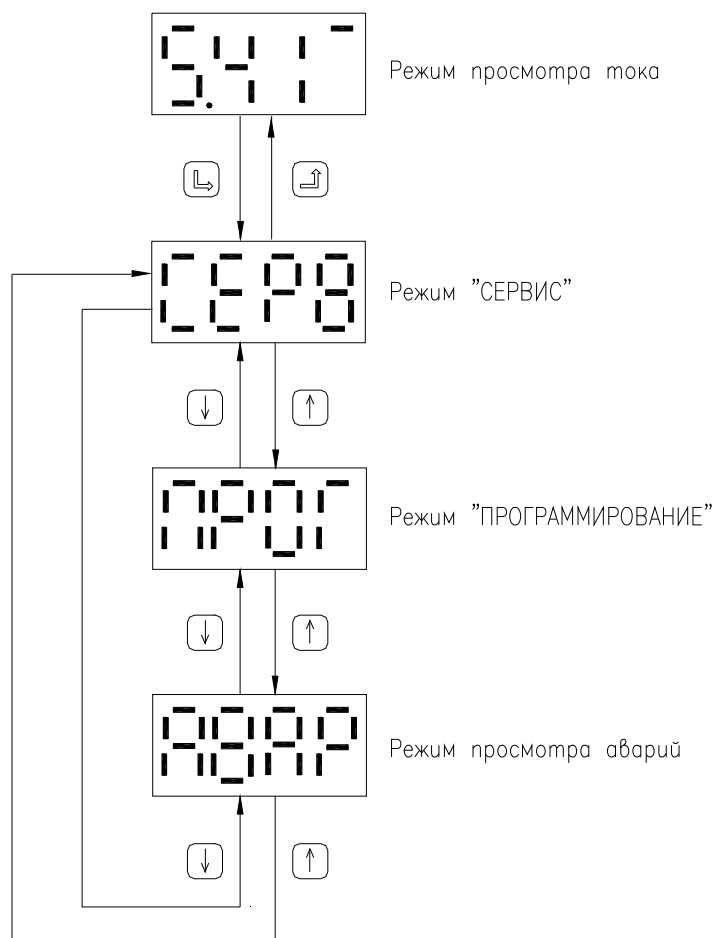 5.41
Режим просмотра тока
СЕРВ
Режим "СЕРВИС"
ПРОГ
Режим "ПРОГРАММИРОВАНИЕ"
АВАР
Режим просмотра аварий